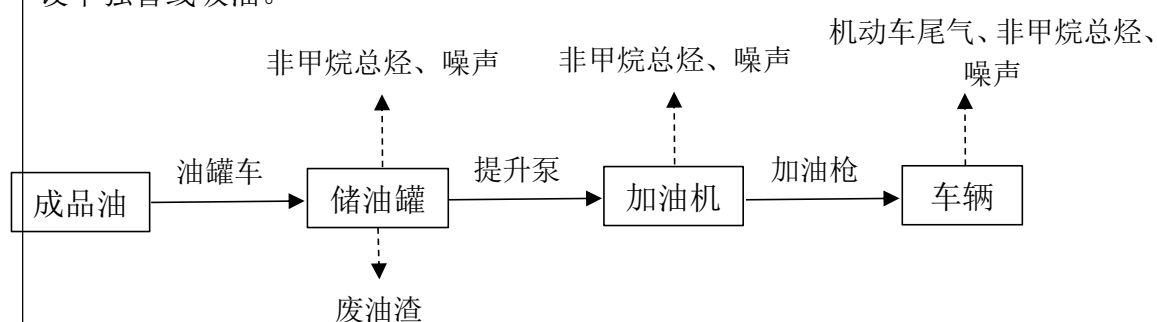 机动车尾气、非甲烷总烃、
噪声
非甲烷总烃、噪声
非甲烷总烃、噪声
成品油
油罐车
储油罐
提升泵
加油机
加油枪
车辆
废油渣